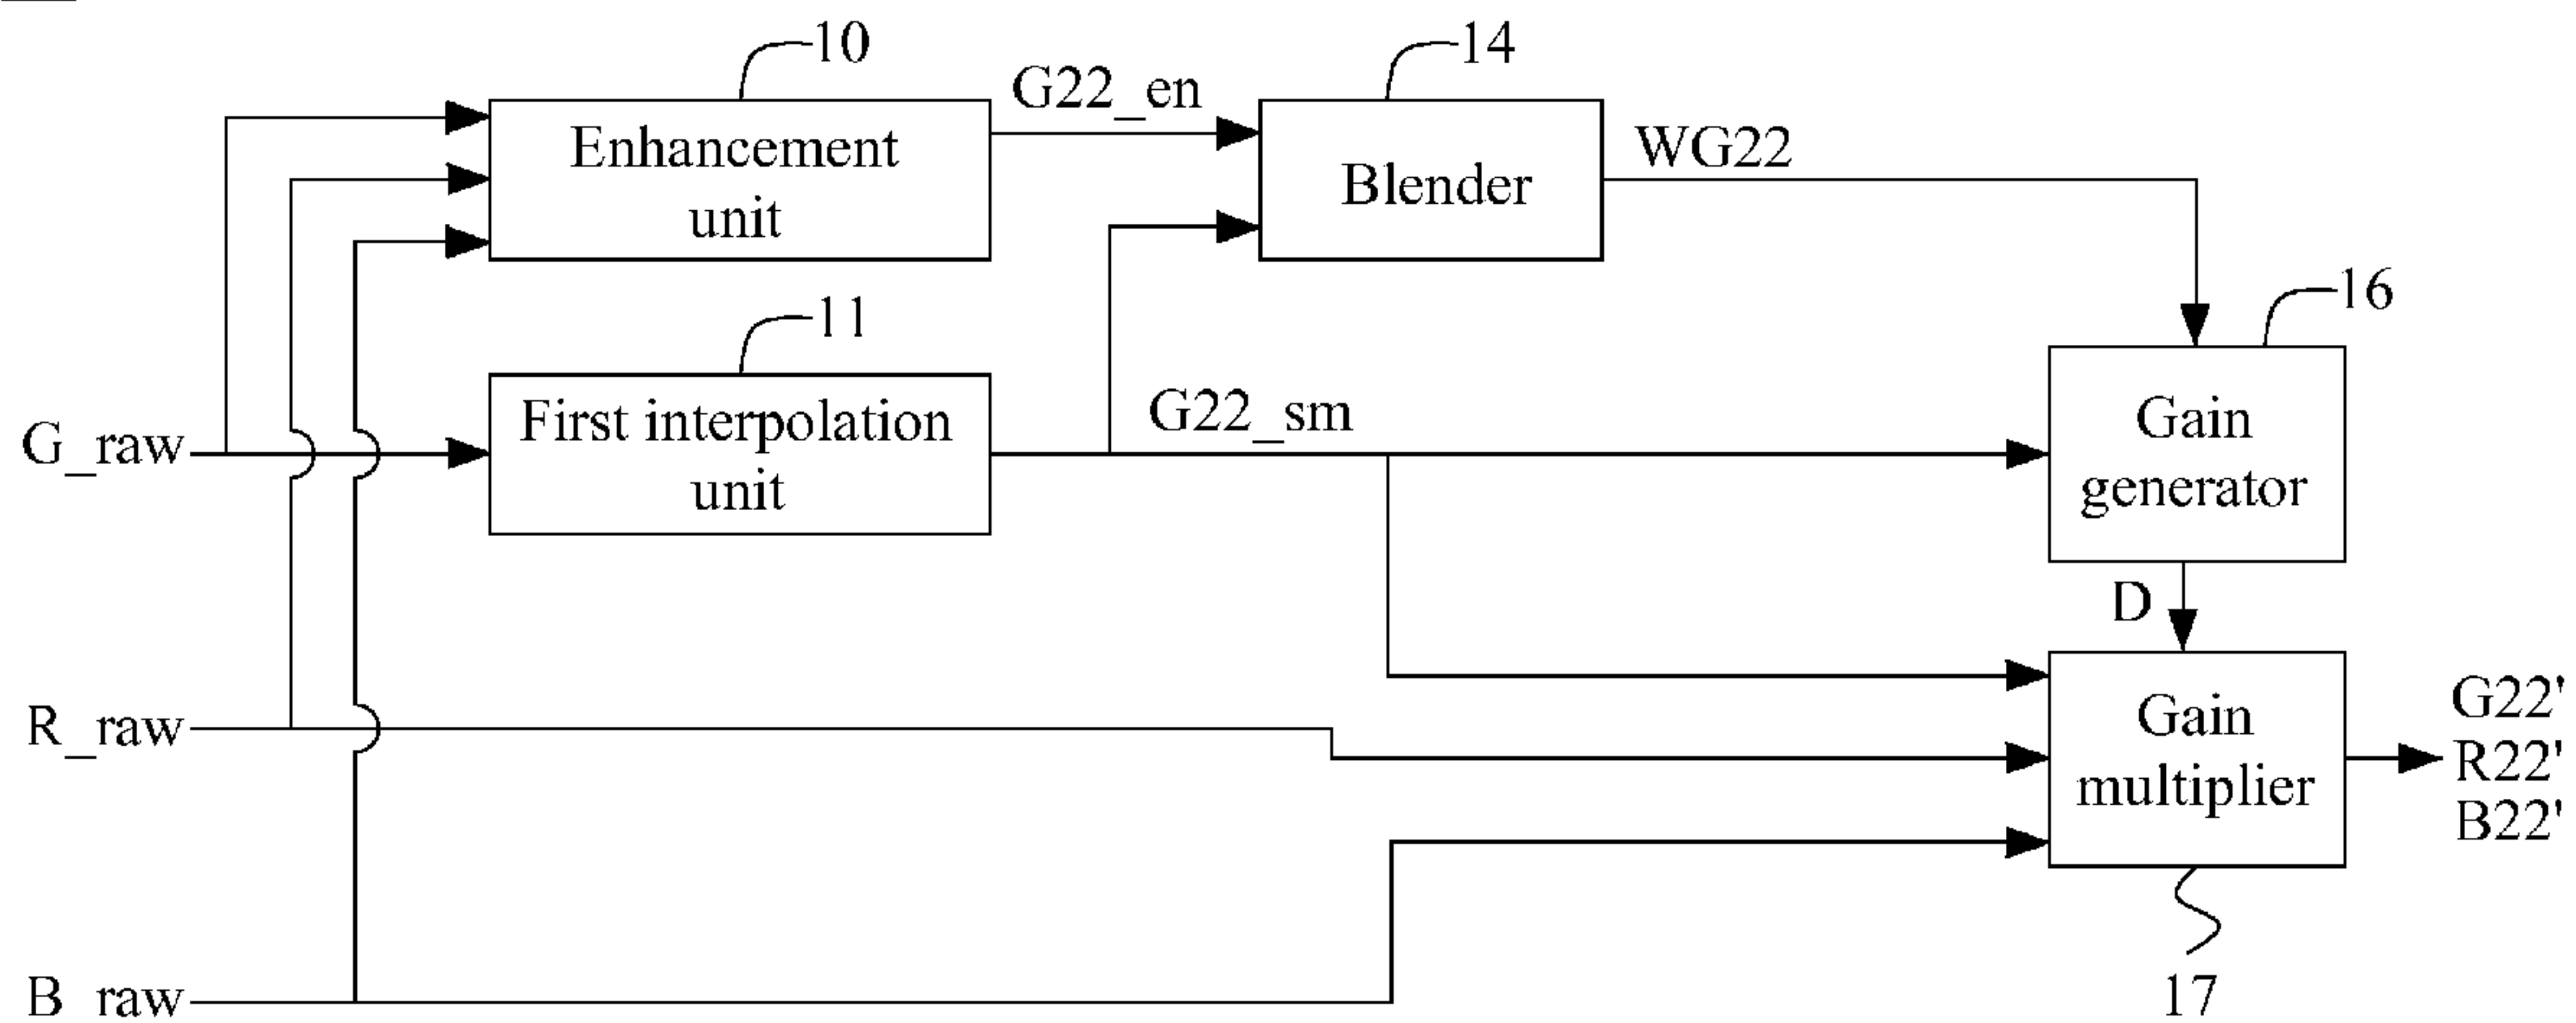 10
14
G22_en
Enhancement
unit
Blender
WG22
11
16
First interpolation
unit
G22_sm
Gain
generator
G_raw
D
R_raw
Gain
multiplier
G22'
R22'
B22'
B_raw
17